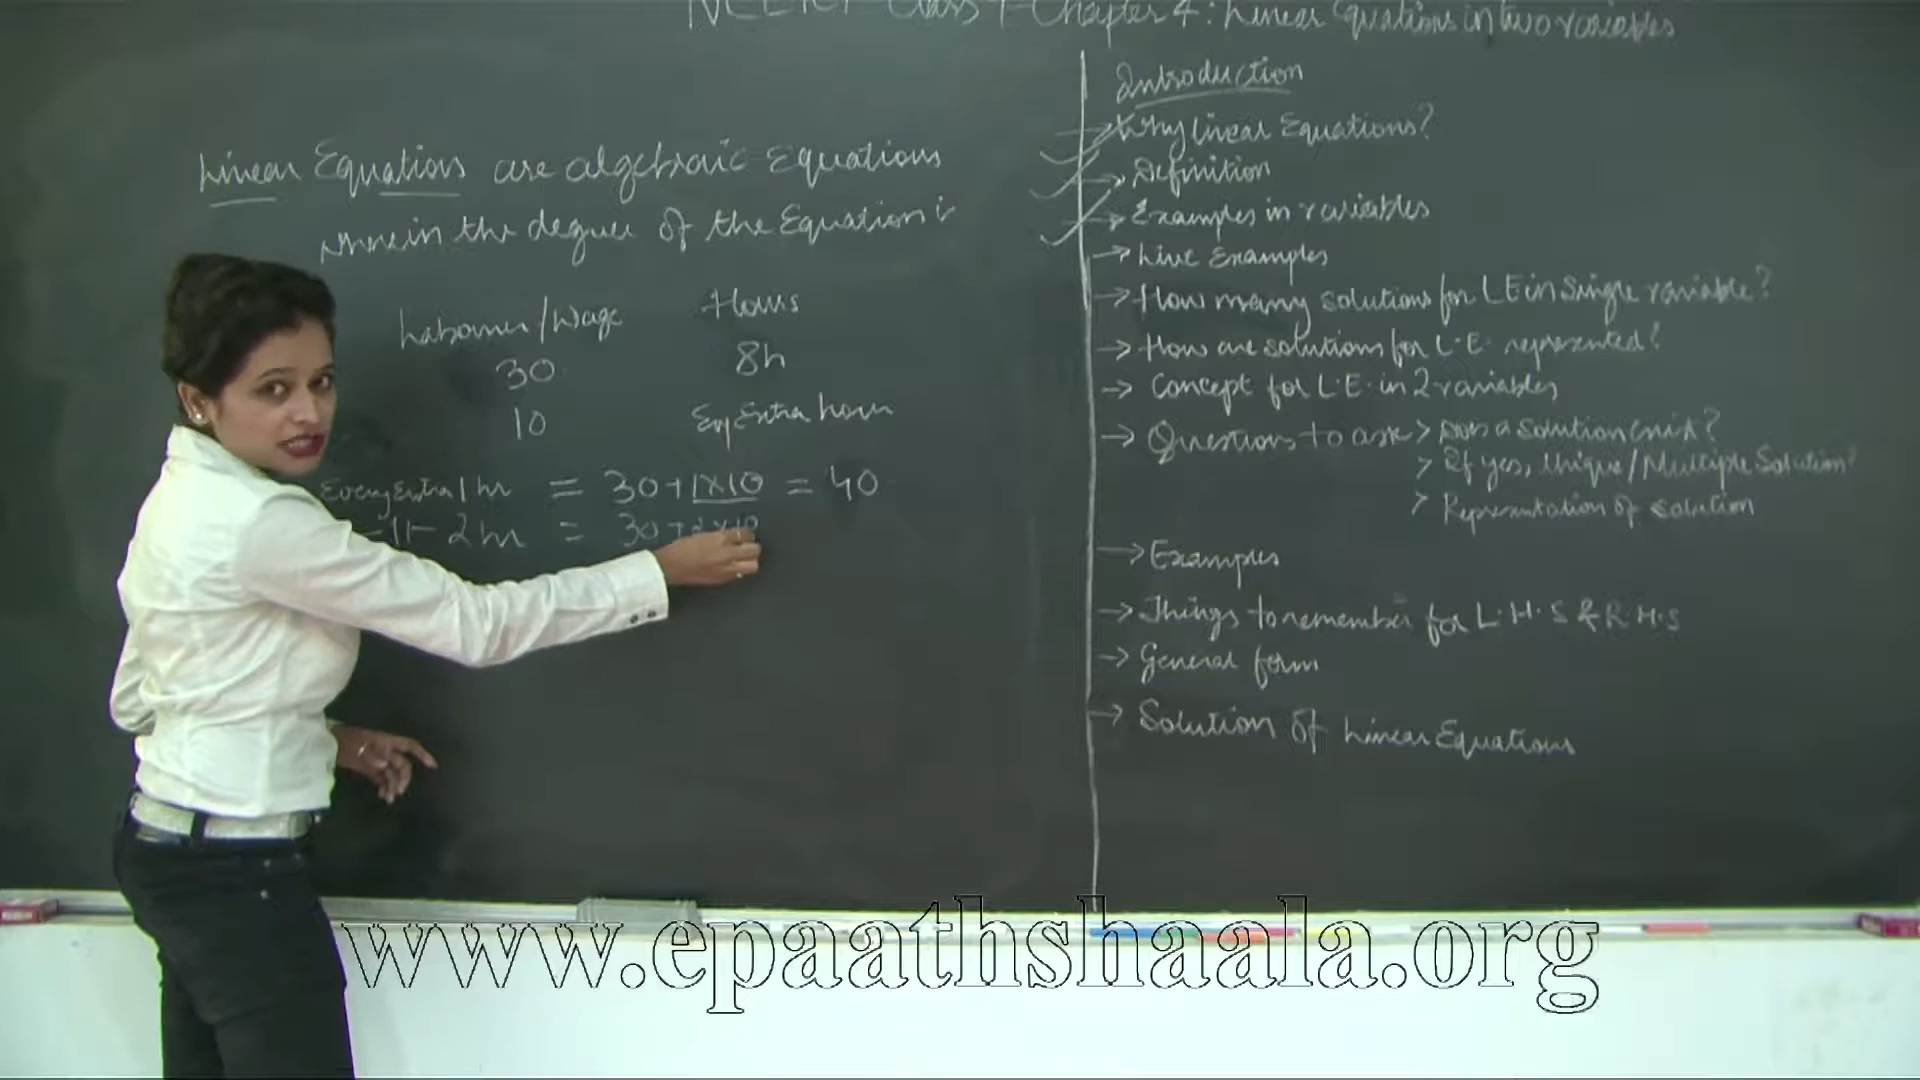 Class 9 Chapter 4: Linear Equations in two variables
Linear Equations are algebraic Equations
wherein the degree of the Equation is
Labourer/Wage Hours
30 8h
10 Evy Extra hour
Every Extra 1 hr = 30+1×10 = 40
-11- 2 hr = 30+2×10
Introduction
→ Why linear Equations?
→ Definition
→ Examples in variables
→ Live Examples
→ How many solutions for L E in Single variable?
→ How are solutions for L.E. represented?
→ Concept for L.E. in 2 variables
→ Questions to ask > Does a solution exist?
> If yes, Unique/Multiple Solution?
> Representation of solution
→ Examples
→ Things to remember for L.H.S & R.H.S
→ General form
→ Solution of Linear Equations
www.epaathshaala.org